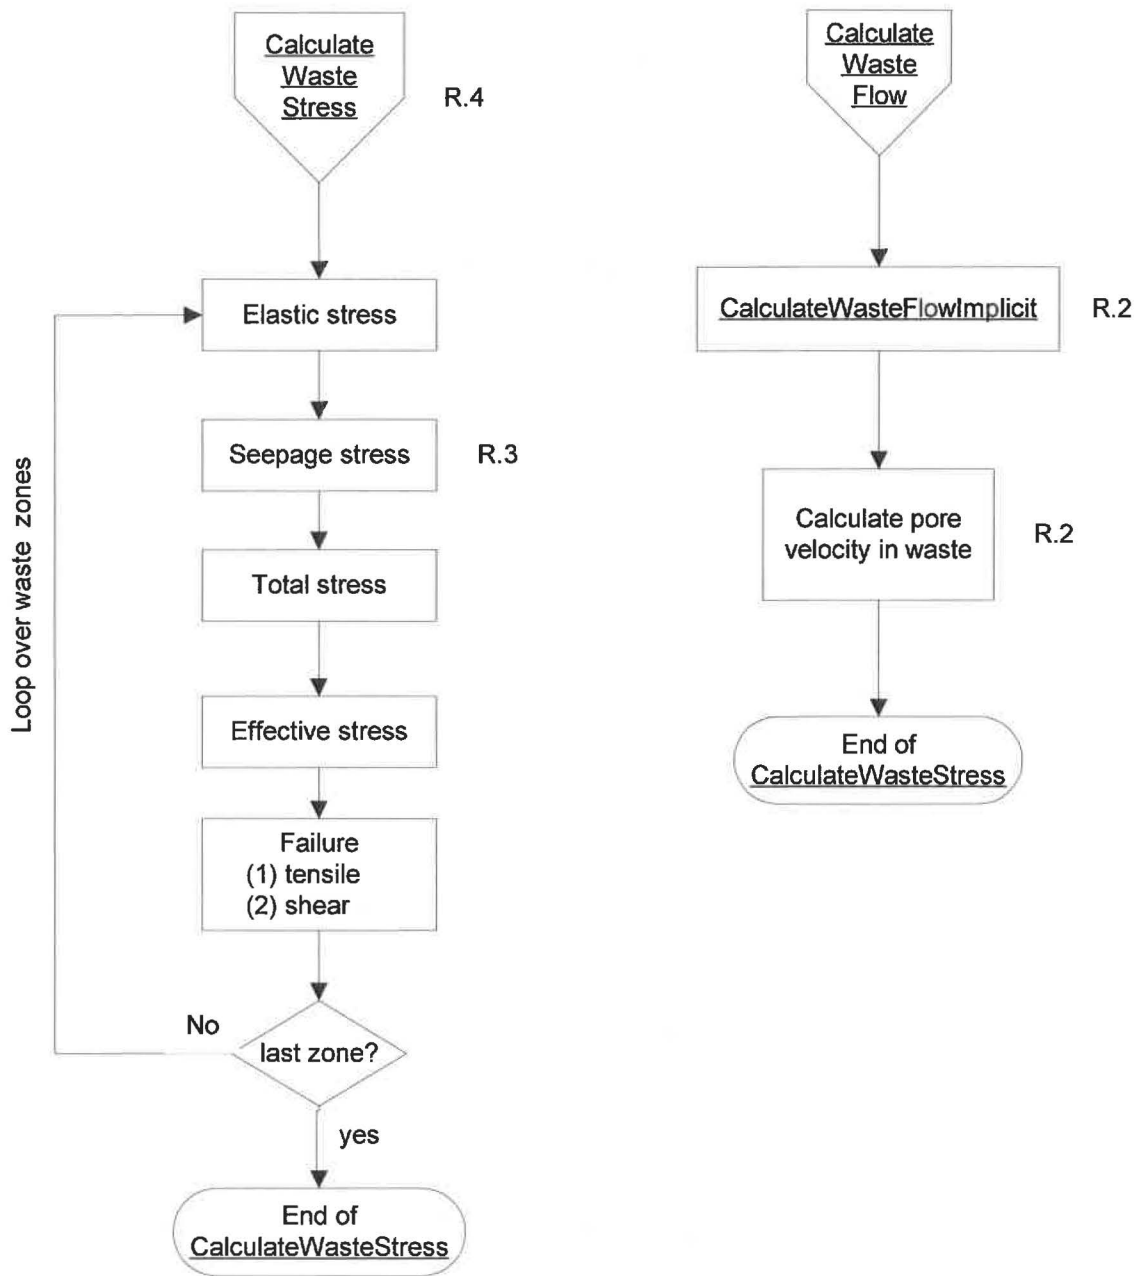 Calculate
Waste
Stress
R.4
Elastic stress
Seepage stress
R.3
Total stress
Effective stress
Failure
(1) tensile
(2) shear
last zone?
No
yes
Loop over waste zones
End of
CalculateWasteStress
Calculate
Waste
Flow
CalculateWasteFlowImplicit
R.2
Calculate pore
velocity in waste
R.2
End of
CalculateWasteStress